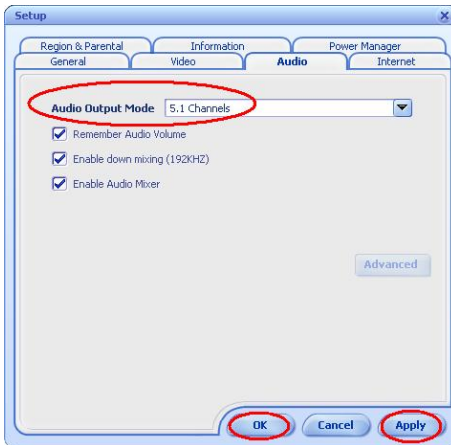 Setup
Region & Parental Information Power Manager
General Video Audio Internet
Audio Output Mode 5.1 Channels
Remember Audio Volume
Enable down mixing (192KHZ)
Enable Audio Mixer
Advanced
OK Cancel Apply